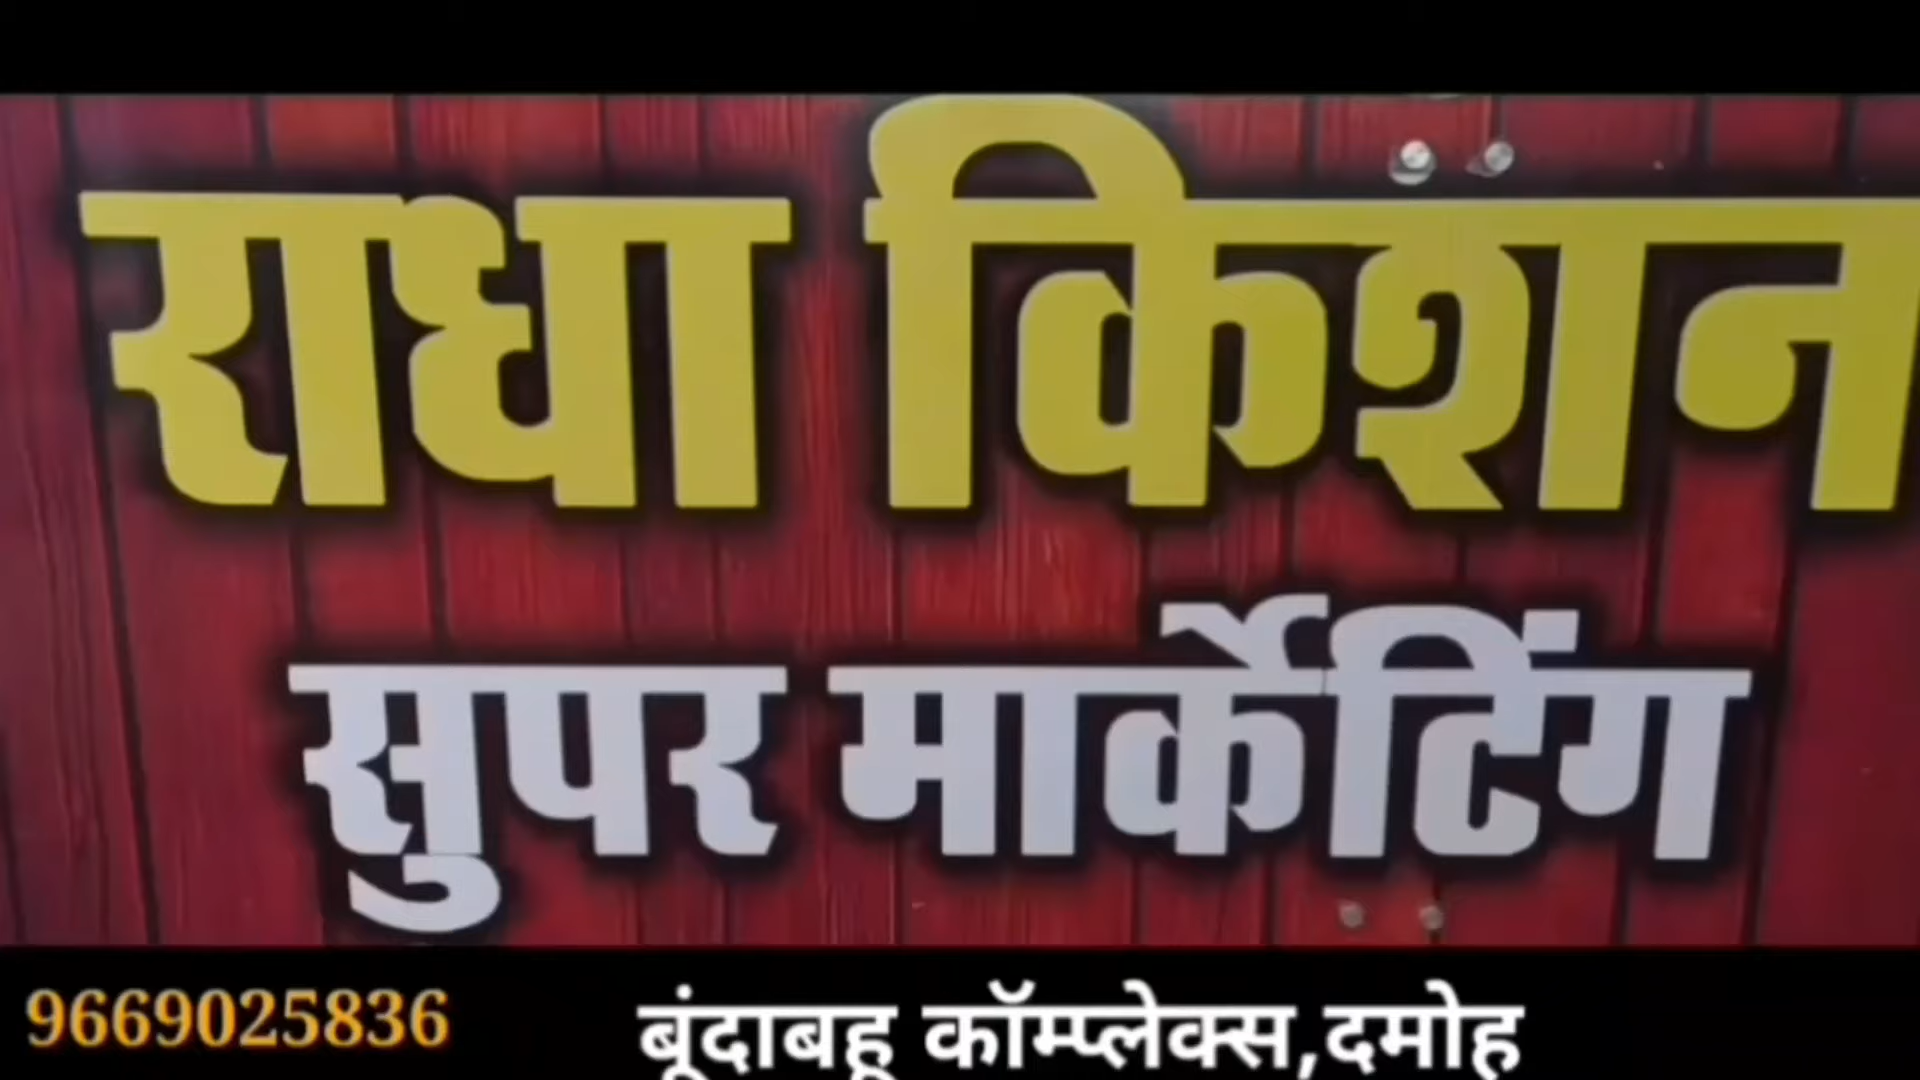 राधा किशन
सुपर मार्केटिंग
9669025836 बूंदाबहू कॉम्प्लेक्स,दमोह